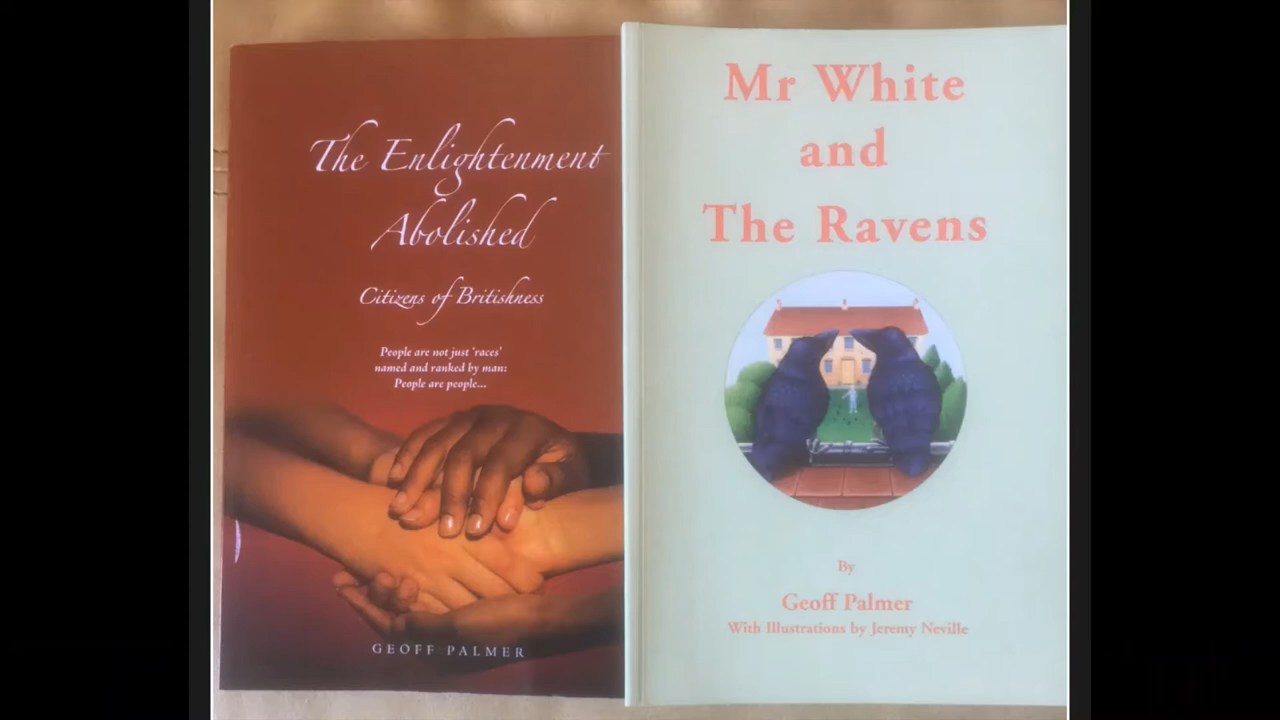 The Enlightenment
Abolished
Citizens of Britishness
People are not just 'races'
named and ranked by man:
People are people...
GEOFF PALMER
Mr White
and
The Ravens
By
Geoff Palmer
With Illustrations by Jeremy Neville